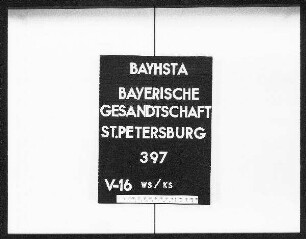 BAYHSTA
BAYERISCHE
GESANDTSCHAFT
ST.PETERSBURG
397
V-16 WS/KS